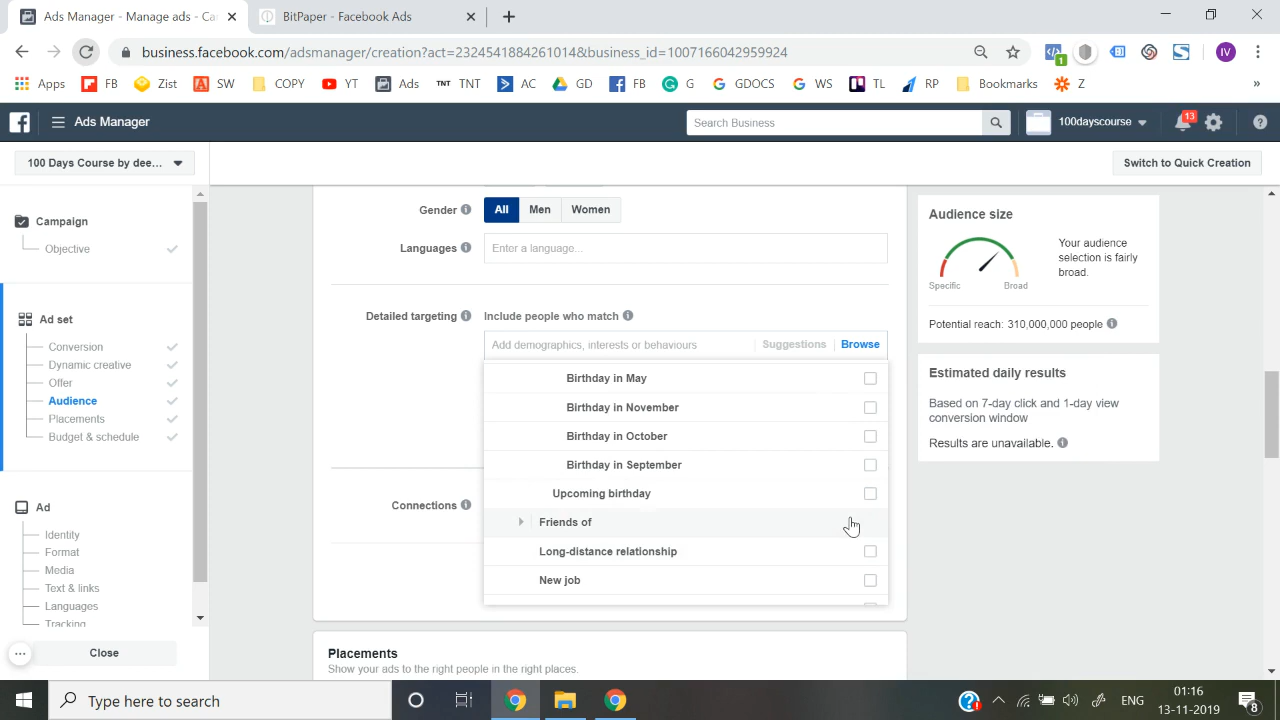 Ads Manager - Manage ads - Ca
BitPaper - Facebook Ads
business.facebook.com/adsmanager/creation?act=232454188426101​4&business_id=1007166042959924
1
IV
Apps
FB
Zist
SW
COPY
YT
Ads
TNT TNT
AC
GD
FB
G
GDOCS
WS
TL
RP
Bookmarks
Z
»
Ads Manager
Search Business
100dayscourse
13
100 Days Course by dee...
Switch to Quick Creation
Campaign
Objective
Ad set
Conversion
Dynamic creative
Offer
Audience
Placements
Budget & schedule
Ad
Identity
Format
Media
Text & links
Languages
Tracking
Close
Gender
All
Men
Women
Languages
Enter a language...
Detailed targeting
Include people who match
Add demographics, interests or behaviours
Suggestions
Browse
Birthday in May
Birthday in November
Birthday in October
Birthday in September
Upcoming birthday
Friends of
Long-distance relationship
New job
Connections
Placements
Show your ads to the right people in the right places.
Audience size
Specific
Broad
Your audience
selection is fairly
broad.
Potential reach: 310,000,000 people
Estimated daily results
Based on 7-day click and 1-day view
conversion window
Results are unavailable.
Type here to search
ENG
01:16
13-11-2019
8